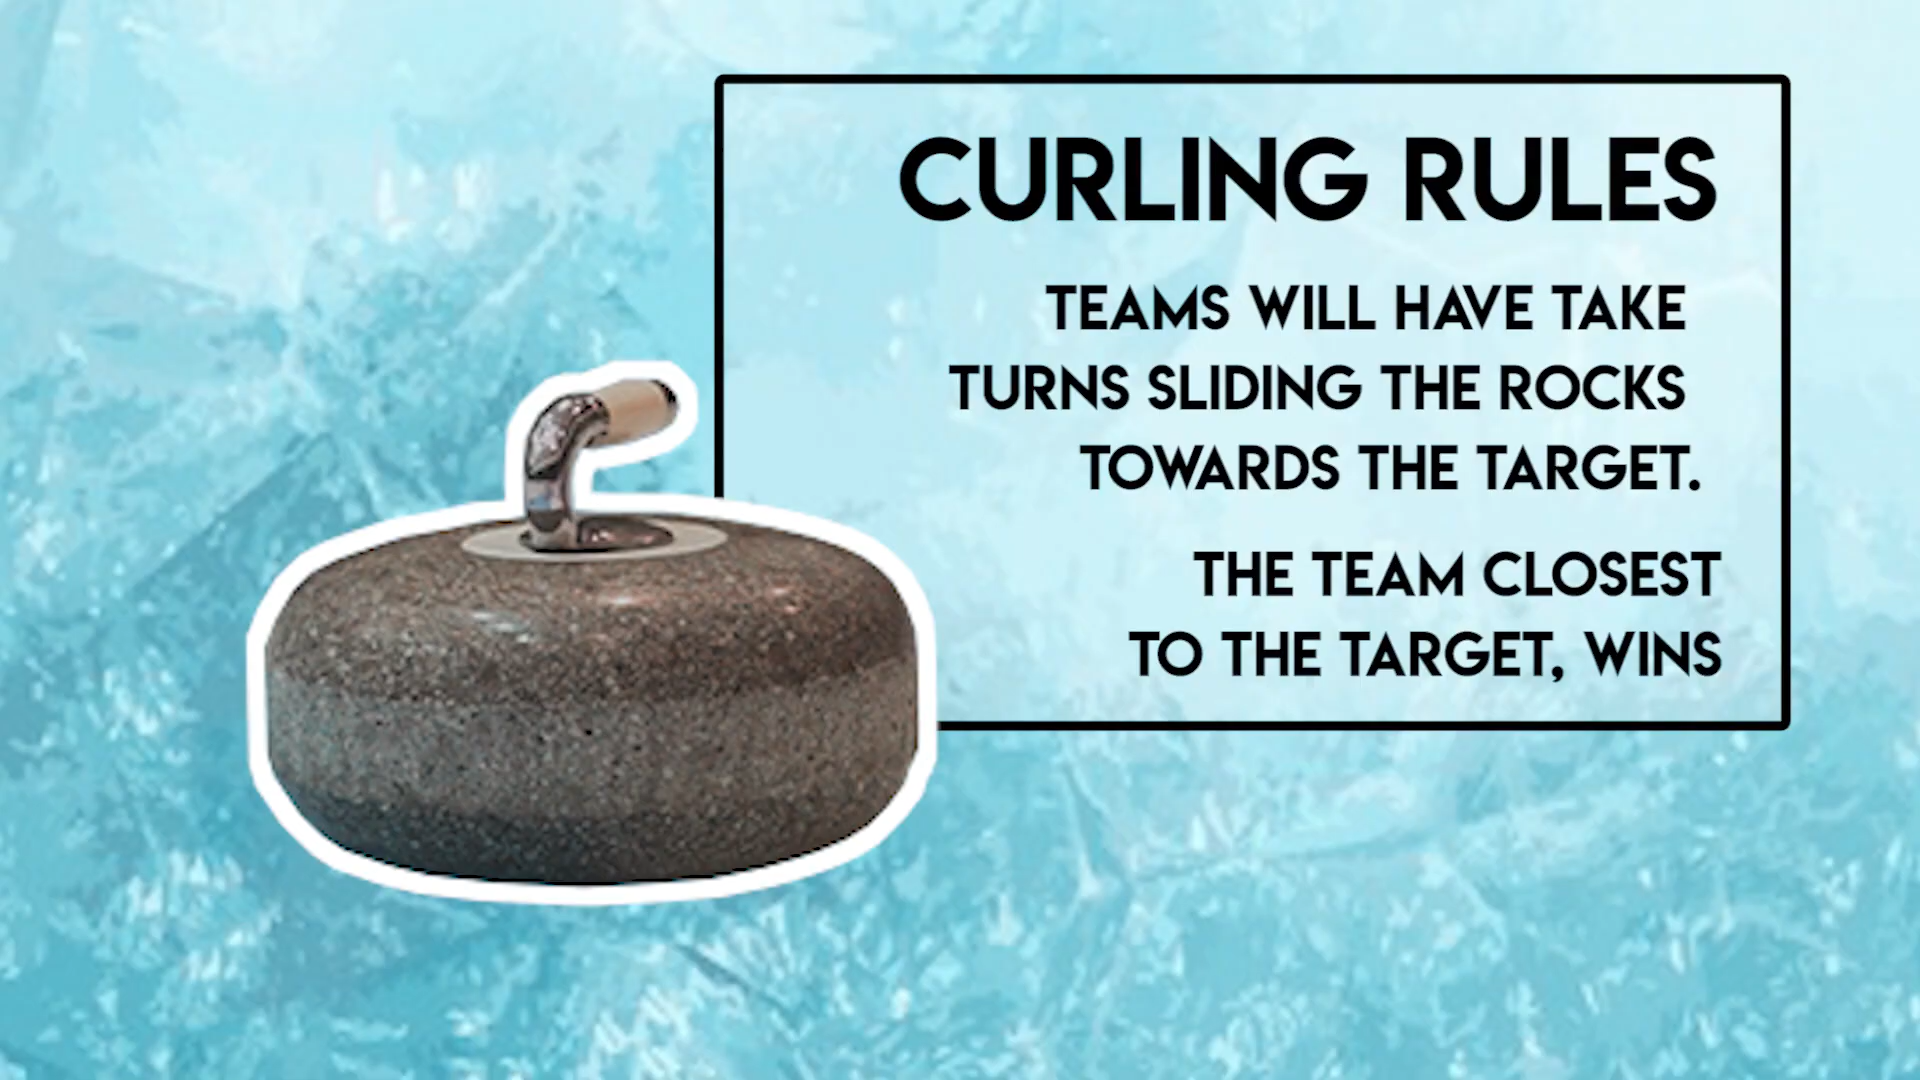 CURLING RULES
TEAMS WILL HAVE TAKE
TURNS SLIDING THE ROCKS
TOWARDS THE TARGET.
THE TEAM CLOSEST
TO THE TARGET, WINS